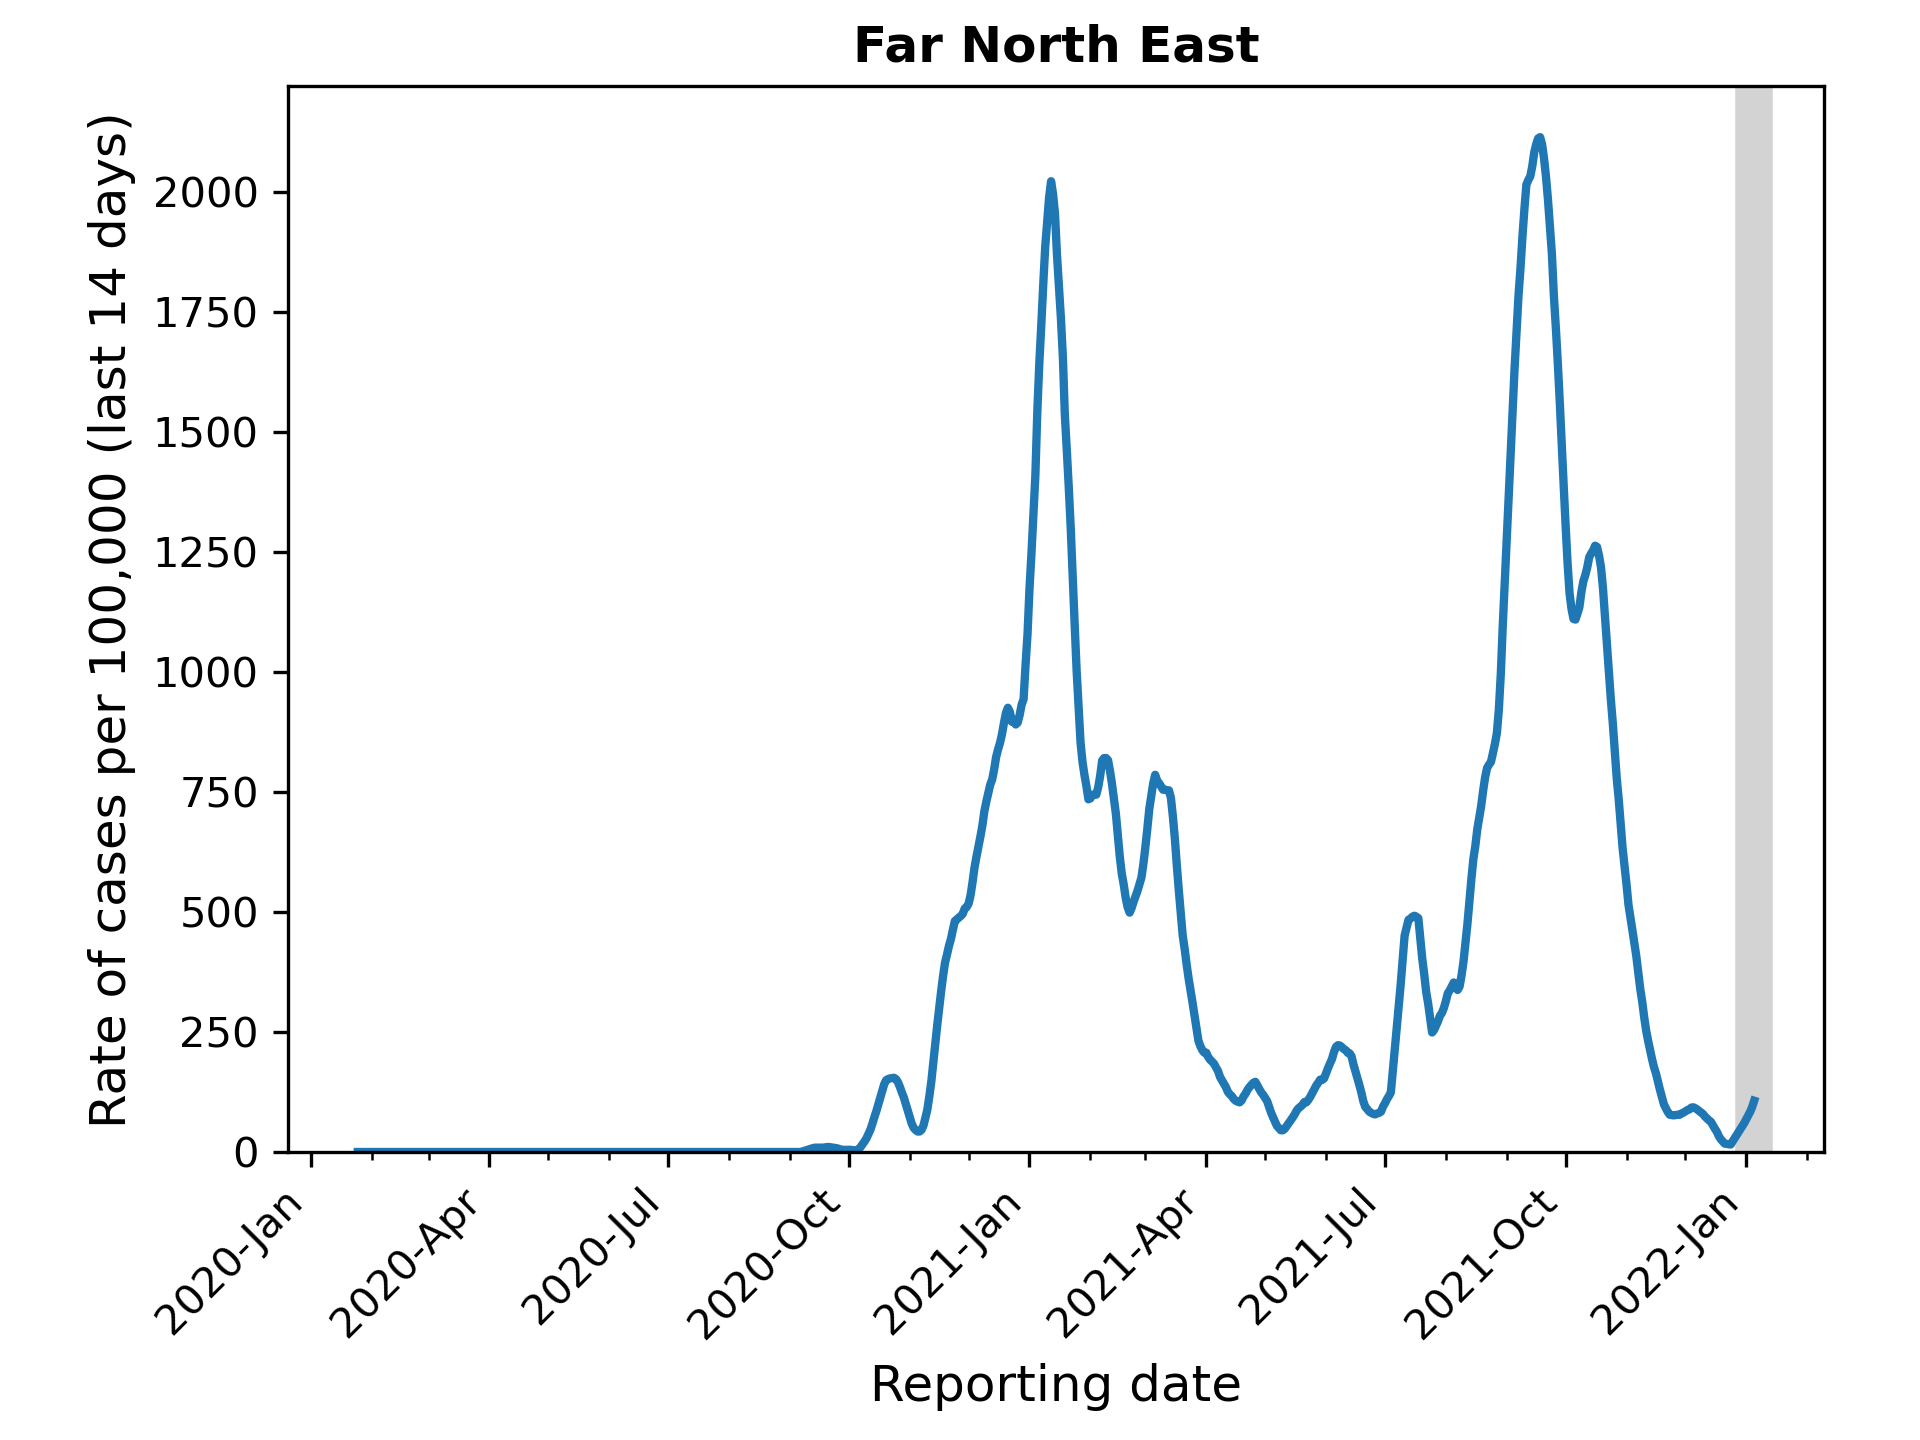 Far North East
Rate of cases per 100,000 (last 14 days)
2000
1750
1500
1250
1000
750
500
250
0
2020-Jan
2020-Apr
2020-Jul
2020-Oct
2021-Jan
2021-Apr
2021-Jul
2021-Oct
2022-Jan
Reporting date